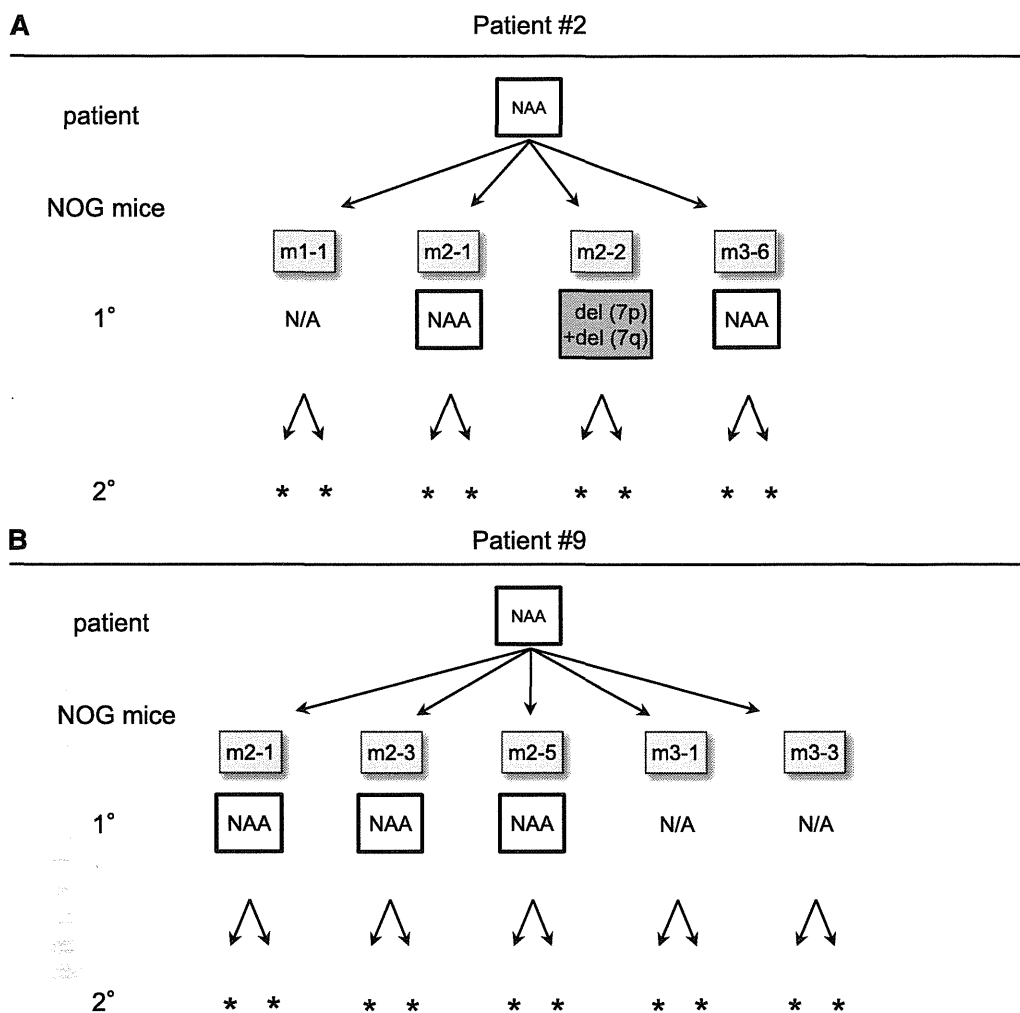 A Patient #2
patient NAA
NOG mice
m1-1 m2-1 m2-2 m3-6
1° N/A NAA del (7p) NAA
+del (7q)
2° * * * * * * * *
B Patient #9
patient NAA
NOG mice
m2-1 m2-3 m2-5 m3-1 m3-3
1° NAA NAA NAA N/A N/A
2° * * * * * * * * * *